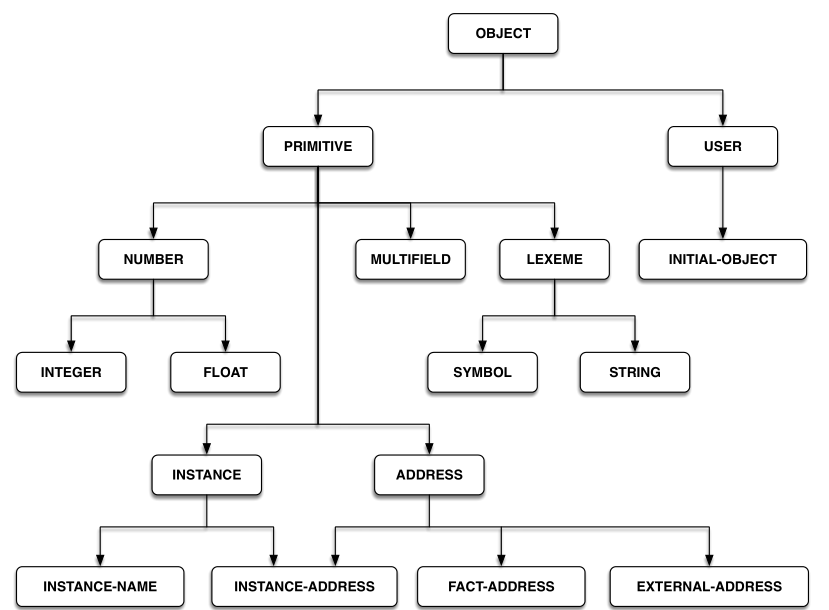 OBJECT
PRIMITIVE
USER
NUMBER
MULTIFIELD
LEXEME
INITIAL-OBJECT
INTEGER
FLOAT
SYMBOL
STRING
INSTANCE
ADDRESS
INSTANCE-NAME
INSTANCE-ADDRESS
FACT-ADDRESS
EXTERNAL-ADDRESS